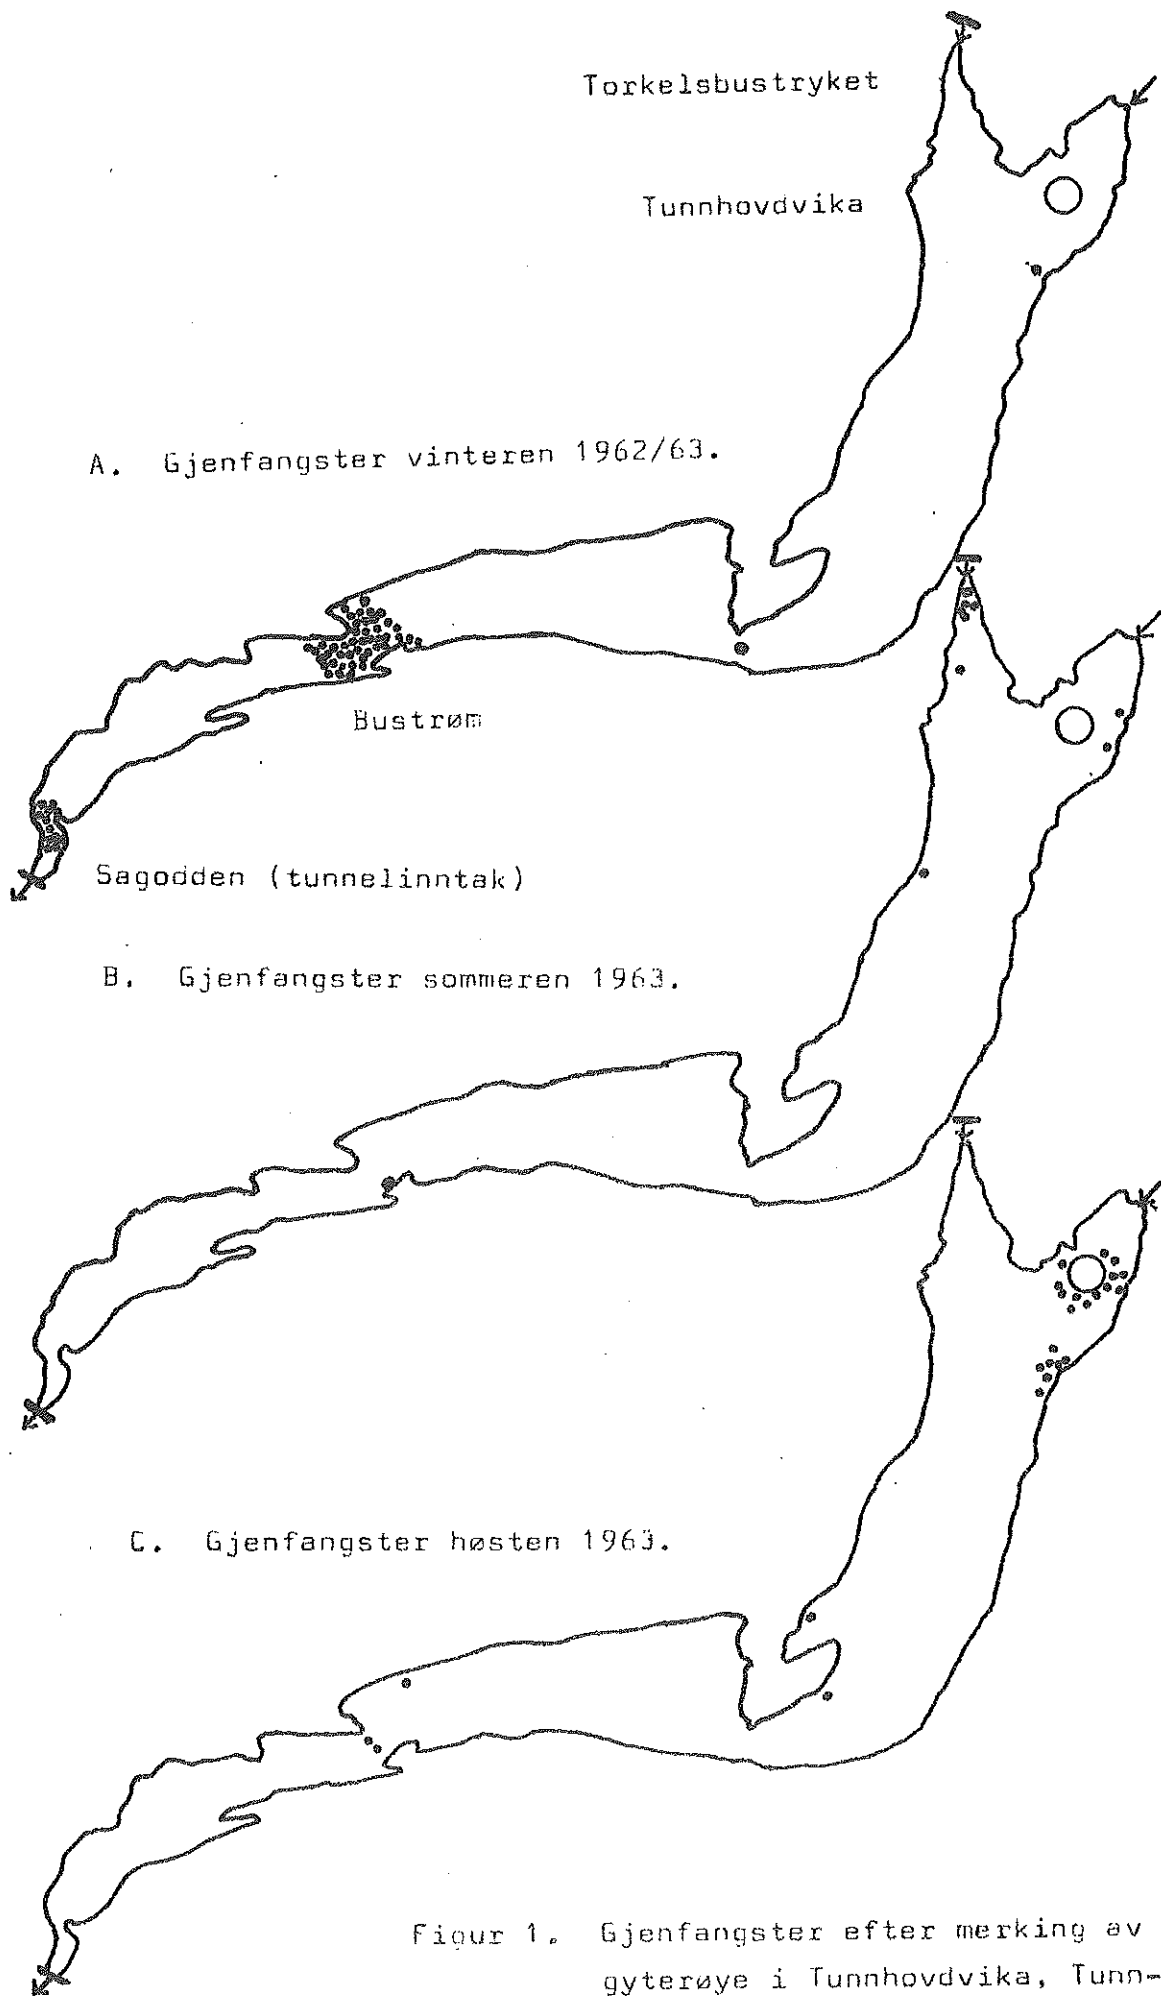 Torkelsbustryket
Tunnhovdvika
A. Gjenfangster vinteren 1962/63.
Bustrøm
Sagodden (tunnelinntak)
B. Gjenfangster sommeren 1963.
C. Gjenfangster høsten 1963.
Figur 1. Gjenfangster efter merking av
gyterøye i Tunnhovdvika, Tunn-